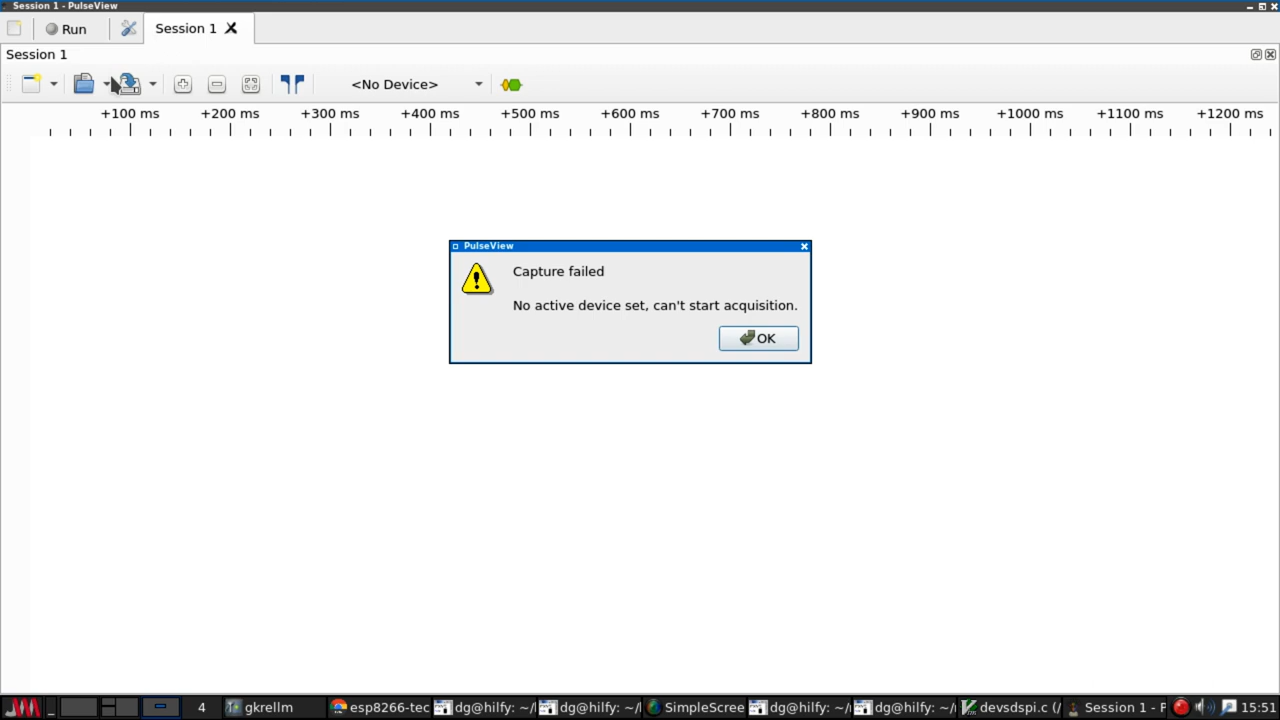 Session 1 - PulseView
Run
Session 1
Session 1
<No Device>
+100 ms +200 ms +300 ms +400 ms +500 ms +600 ms +700 ms +800 ms +900 ms +1000 ms +1100 ms +1200 ms
PulseView
Capture failed
No active device set, can't start acquisition.
OK
4 gkrellm esp8266-tec dg@hilfy: ~/ dg@hilfy: ~/ SimpleScree dg@hilfy: ~/ dg@hilfy: ~/ devsdspi.c (/ Session 1 - P 15:51